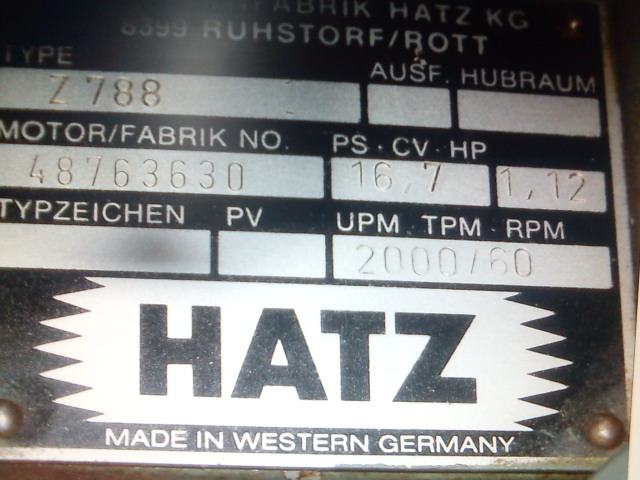 FABRIK HATZ KG
8399 RUHSTORF/ROTT
TYPE AUSF. HUBRAUM
Z 788
MOTOR/FABRIK NO. PS · CV · HP
48763630 16,7 1,12
TYPZEICHEN PV UPM TPM · RPM
2000/60
HATZ
MADE IN WESTERN GERMANY